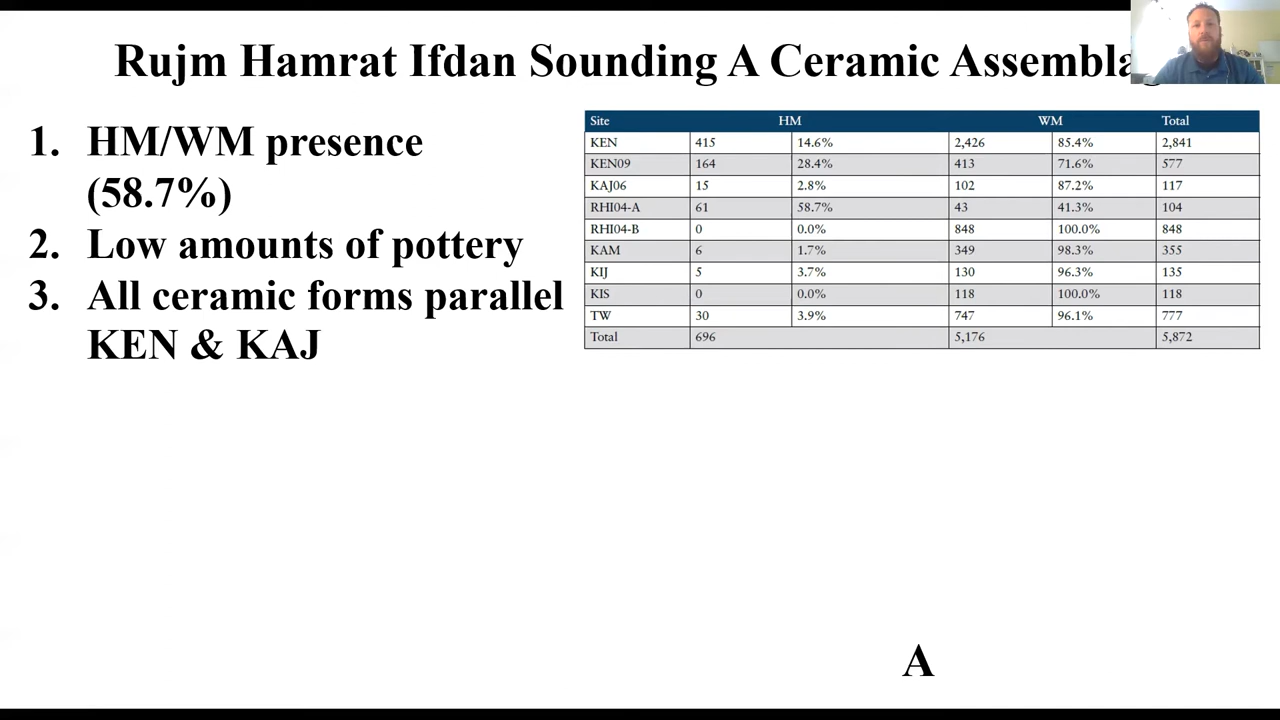 Rujm Hamrat Ifdan Sounding A Ceramic Assemblag
1. HM/WM presence
(58.7%)
2. Low amounts of pottery
3. All ceramic forms parallel
KEN & KAJ
Site HM WM Total
KEN 415 14.6% 2,426 85.4% 2,841
KEN09 164 28.4% 413 71.6% 577
KAJ06 15 2.8% 102 87.2% 117
RHI04-A 61 58.7% 43 41.3% 104
RHI04-B 0 0.0% 848 100.0% 848
KAM 6 1.7% 349 98.3% 355
KIJ 5 3.7% 130 96.3% 135
KIS 0 0.0% 118 100.0% 118
TW 30 3.9% 747 96.1% 777
Total 696 5,176 5,872
A